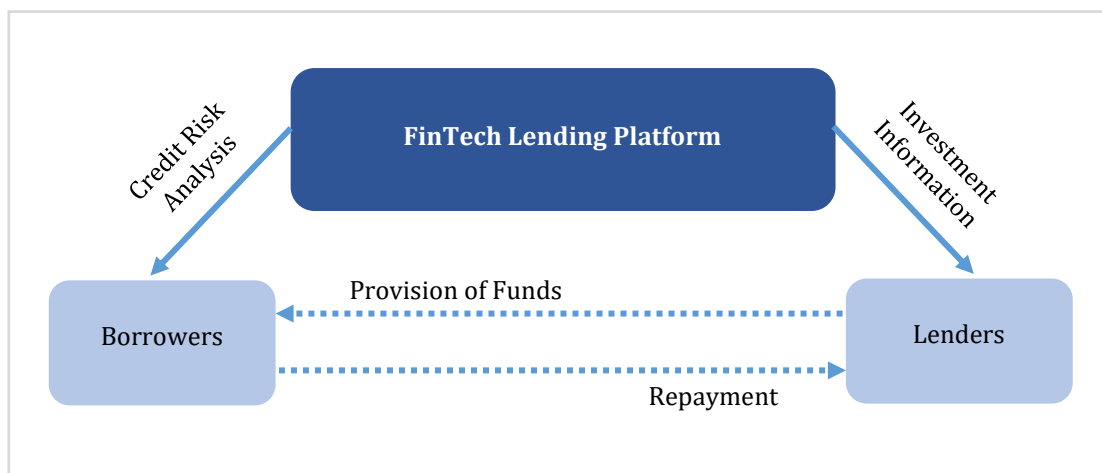 FinTech Lending Platform
Credit Risk
Analysis
Investment
Information
Provision of Funds
Borrowers
Lenders
Repayment